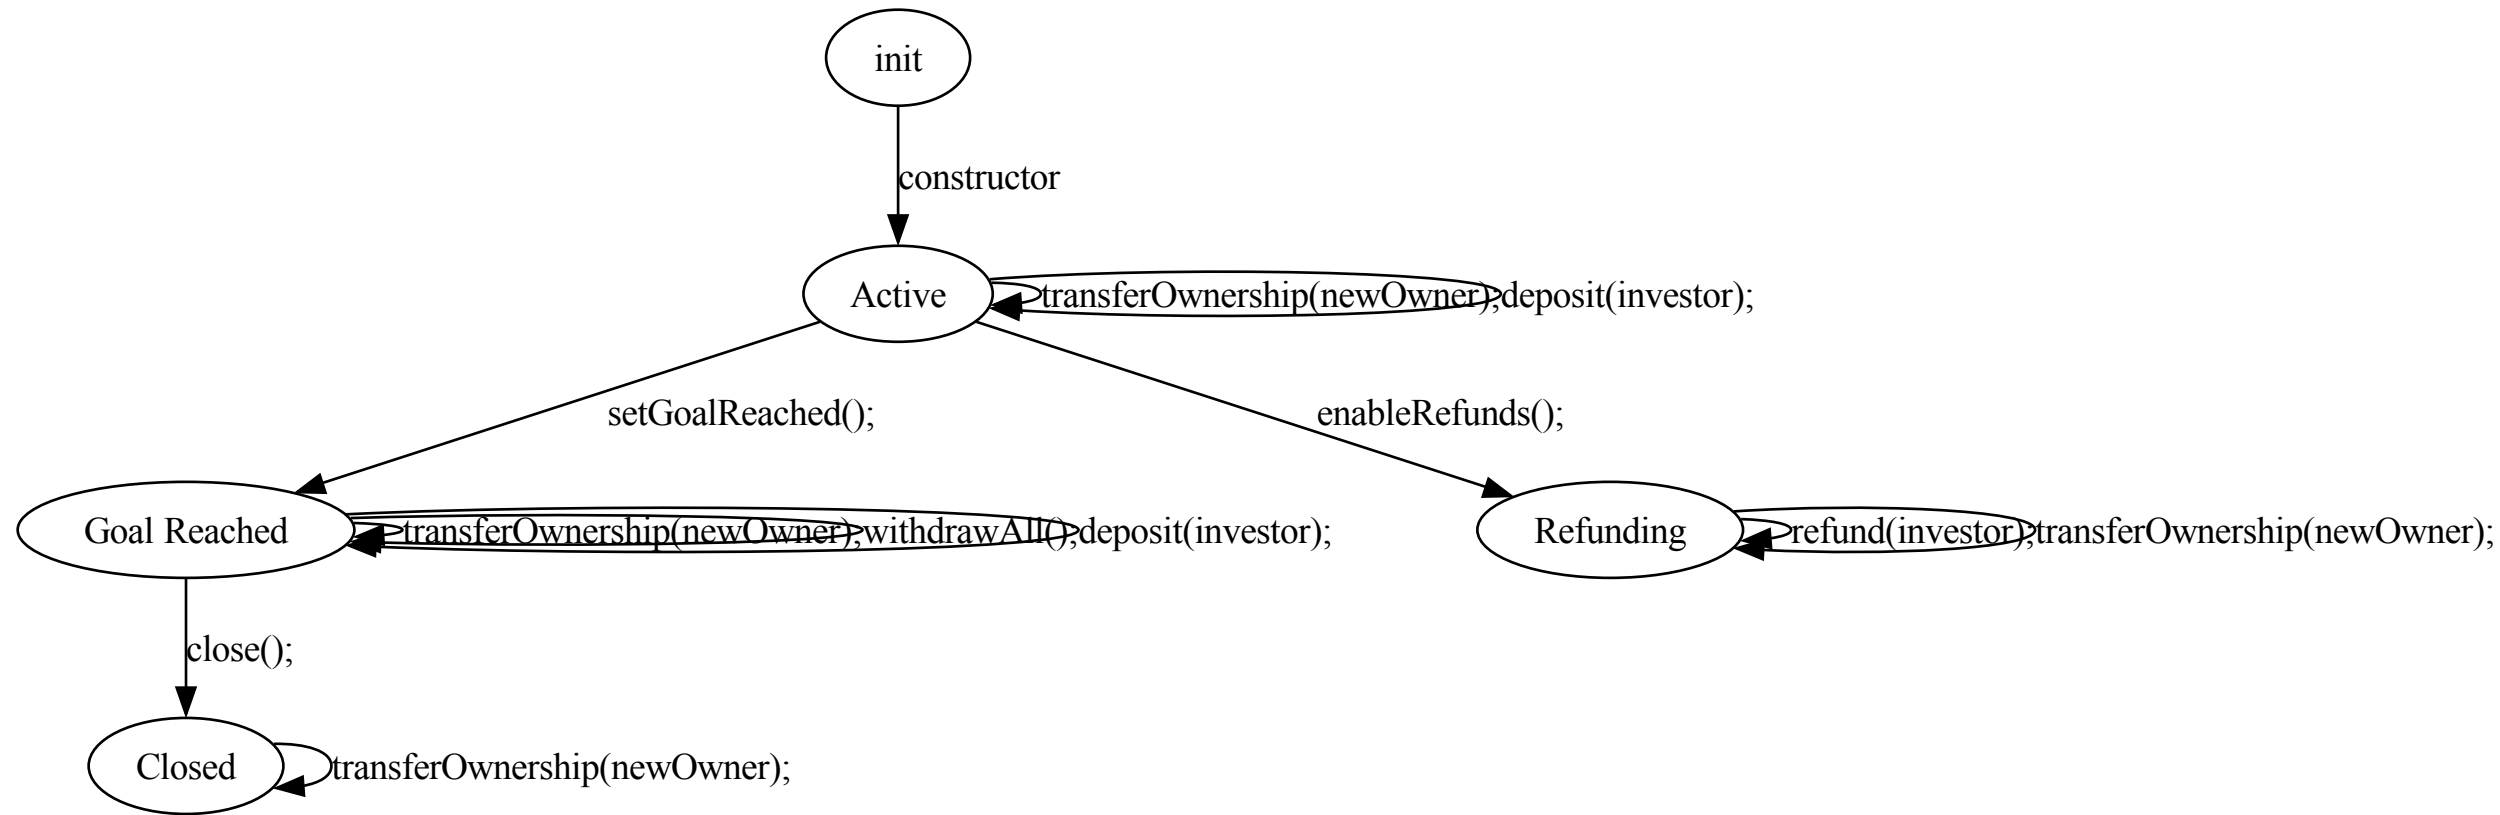 init
constructor
Active
transferOwnership(newOwner);
deposit(investor);
setGoalReached();
enableRefunds();
Goal Reached
transferOwnership(newOwner);
withdrawAll();
deposit(investor);
Refunding
refund(investor);
transferOwnership(newOwner);
close();
Closed
transferOwnership(newOwner);